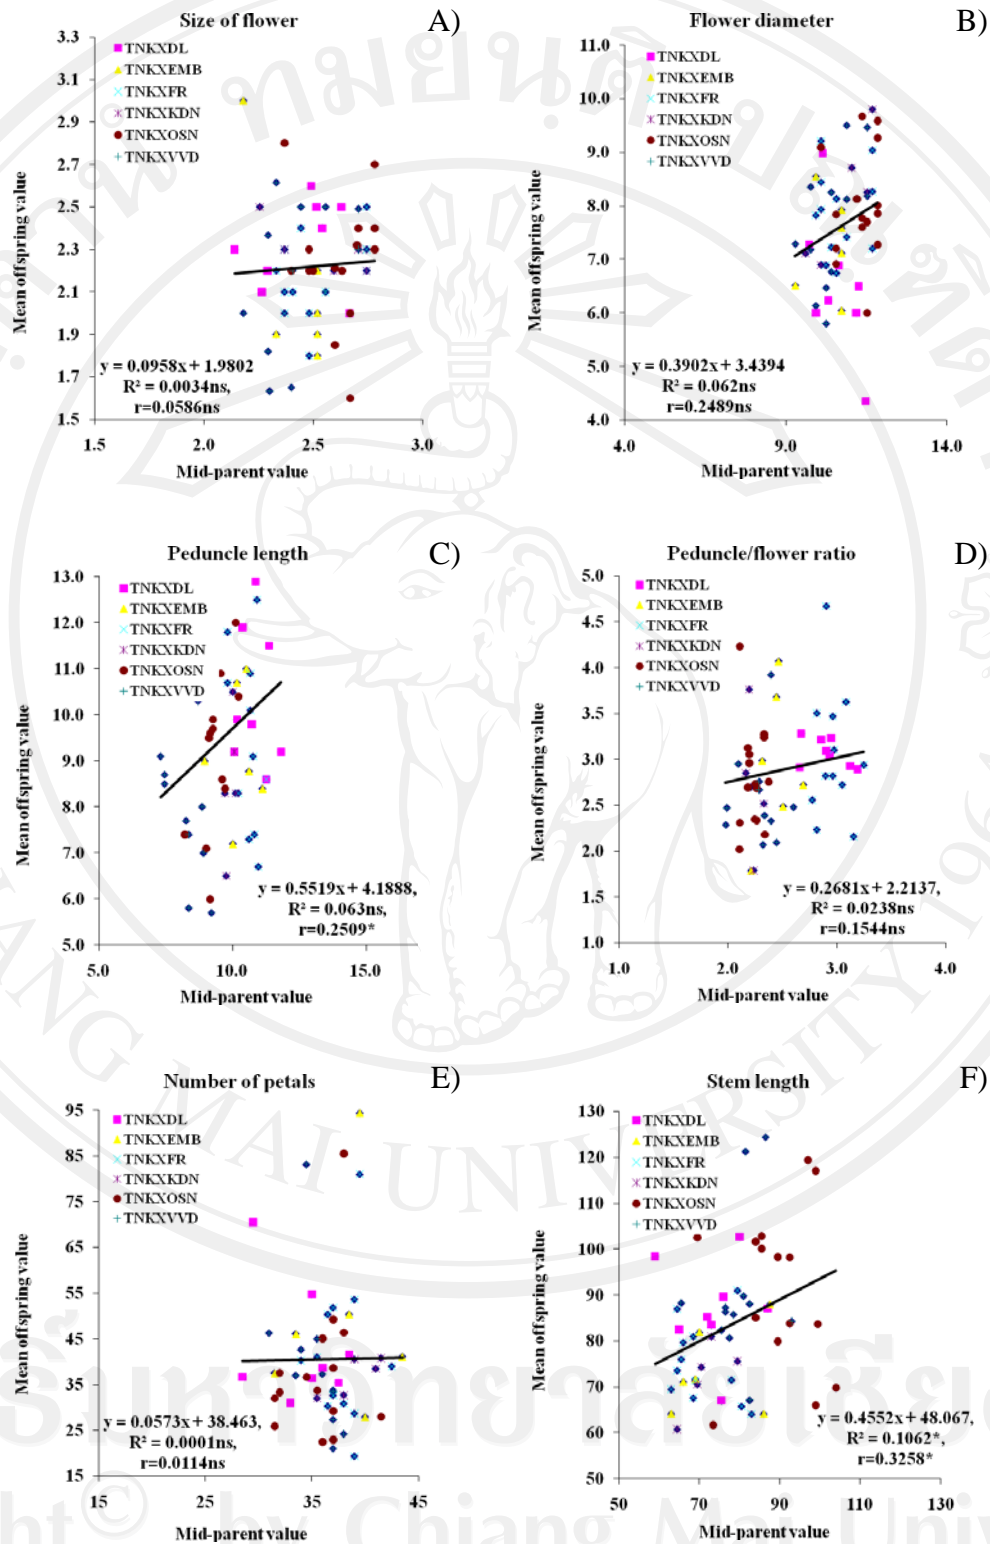 Size of flower
A)
3.3
3.1
2.9
2.7
2.5
2.3
2.1
1.9
1.7
1.5
Mean offspring value
TNKXDL
TNKXEMB
TNKXFR
TNKXKDN
TNKXOSN
TNKXVVD
y = 0.0958x + 1.9802
R² = 0.0034ns,
r=0.0586ns
1.5 2.0 2.5 3.0
Mid-parent value
Flower diameter
B)
11.0
10.0
9.0
8.0
7.0
6.0
5.0
4.0
Mean offspring value
TNKXDL
TNKXEMB
TNKXFR
TNKXKDN
TNKXOSN
TNKXVVD
y = 0.3902x + 3.4394
R² = 0.062ns
r=0.2489ns
4.0 9.0 14.0
Mid-parent value
Peduncle length
C)
13.0
12.0
11.0
10.0
9.0
8.0
7.0
6.0
5.0
Mean offspring value
TNKXDL
TNKXEMB
TNKXFR
TNKXKDN
TNKXOSN
TNKXVVD
y = 0.5519x + 4.1888,
R² = 0.063ns,
r=0.2509*
5.0 10.0 15.0
Mid-parent value
Peduncle/flower ratio
D)
5.0
4.0
3.5
3.0
2.5
2.0
1.5
1.0
Mean offspring value
TNKXDL
TNKXEMB
TNKXFR
TNKXKDN
TNKXOSN
TNKXVVD
y = 0.2681x + 2.2137,
R² = 0.0238ns
r=0.1544ns
1.0 2.0 3.0 4.0
Mid-parent value
Number of petals
E)
95
85
75
65
55
45
35
25
15
Mean offspring value
TNKXDL
TNKXEMB
TNKXFR
TNKXKDN
TNKXOSN
TNKXVVD
y = 0.0573x + 38.463,
R² = 0.0001ns,
r=0.0114ns
15 25 35 45
Mid-parent value
Stem length
F)
130
120
110
100
90
80
70
60
50
Mean offspring value
TNKXDL
TNKXEMB
TNKXFR
TNKXKDN
TNKXOSN
TNKXVVD
y = 0.4552x + 48.067,
R² = 0.1062*,
r=0.3258*
50 70 90 110 130
Mid-parent value
ANG MAI UNIVERSITY 196
ht © by Chiang Mai Univ